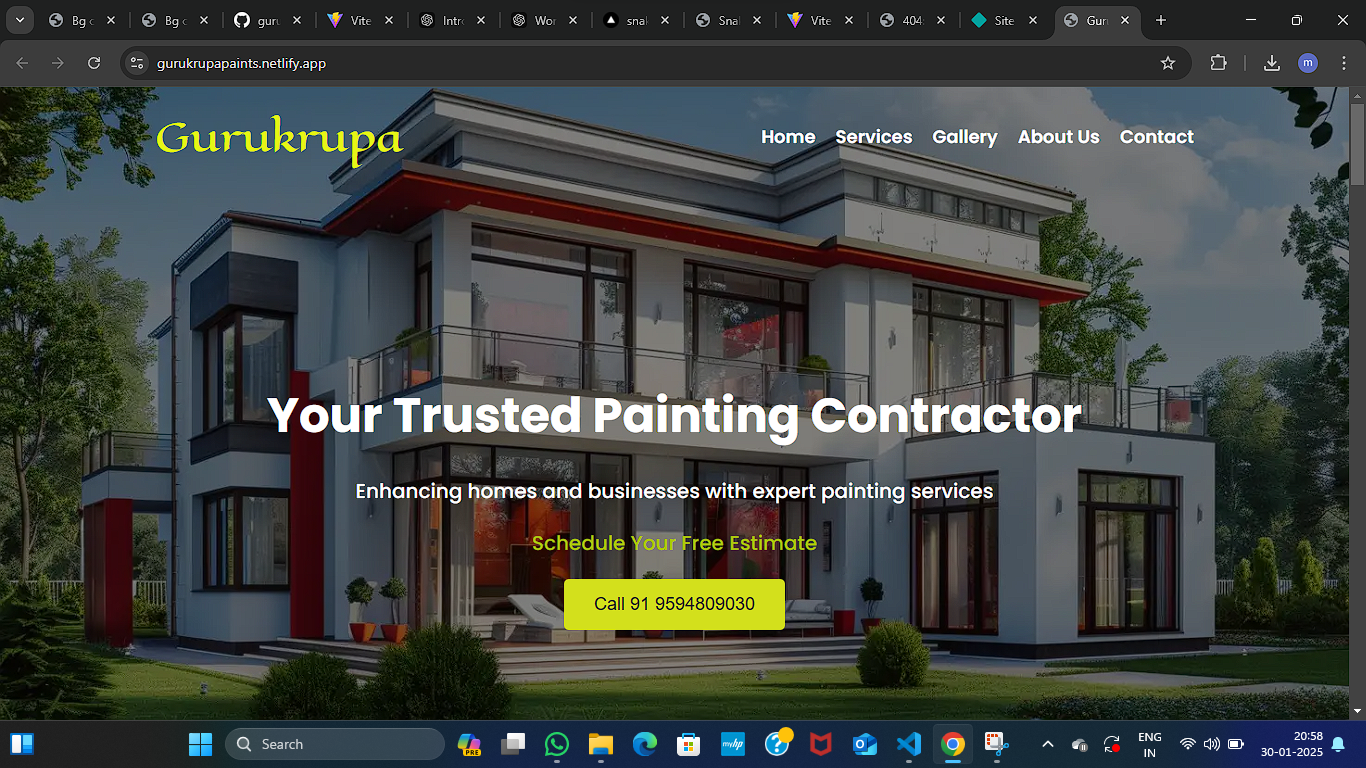 Bg c
Bg c
guru
Vite
Intro
Wor
snak
Snak
Vite
404:
Site
Guru
gurukrupapaints.netlify.app
m
Gurukrupa
Home Services Gallery About Us Contact
Your Trusted Painting Contractor
Enhancing homes and businesses with expert painting services
Schedule Your Free Estimate
Call 91 9594809030
Search
PRE
myhp
ENG
IN
20:58
30-01-2025